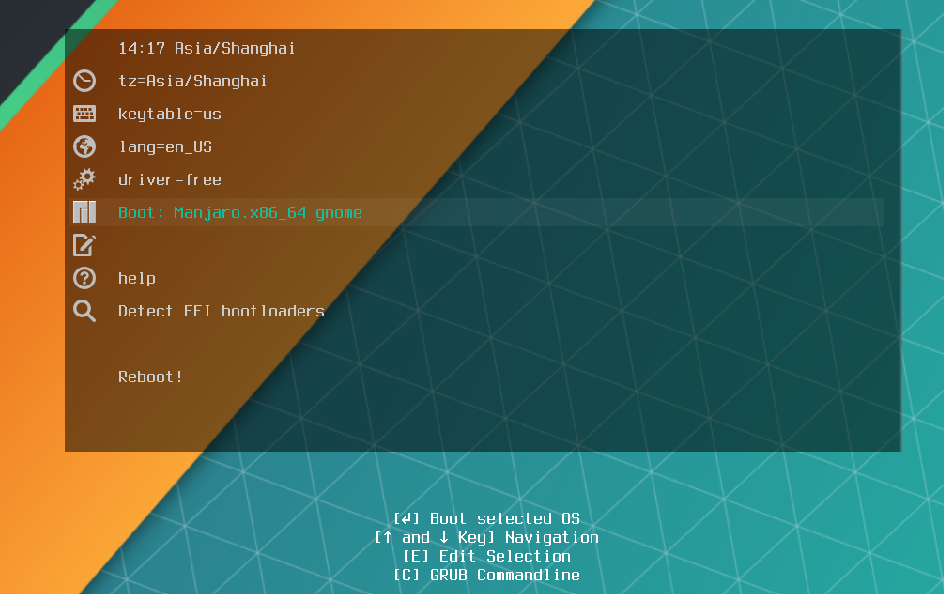 14:17 Asia/Shanghai
tz=Asia/Shanghai
keytable=us
lang=en_US
driver=free
Boot: Manjaro.x86_64 gnome
help
Detect EFI bootloaders
Reboot!
[↲] Boot selected OS
[↑ and ↓ Key] Navigation
[E] Edit Selection
[C] GRUB Commandline